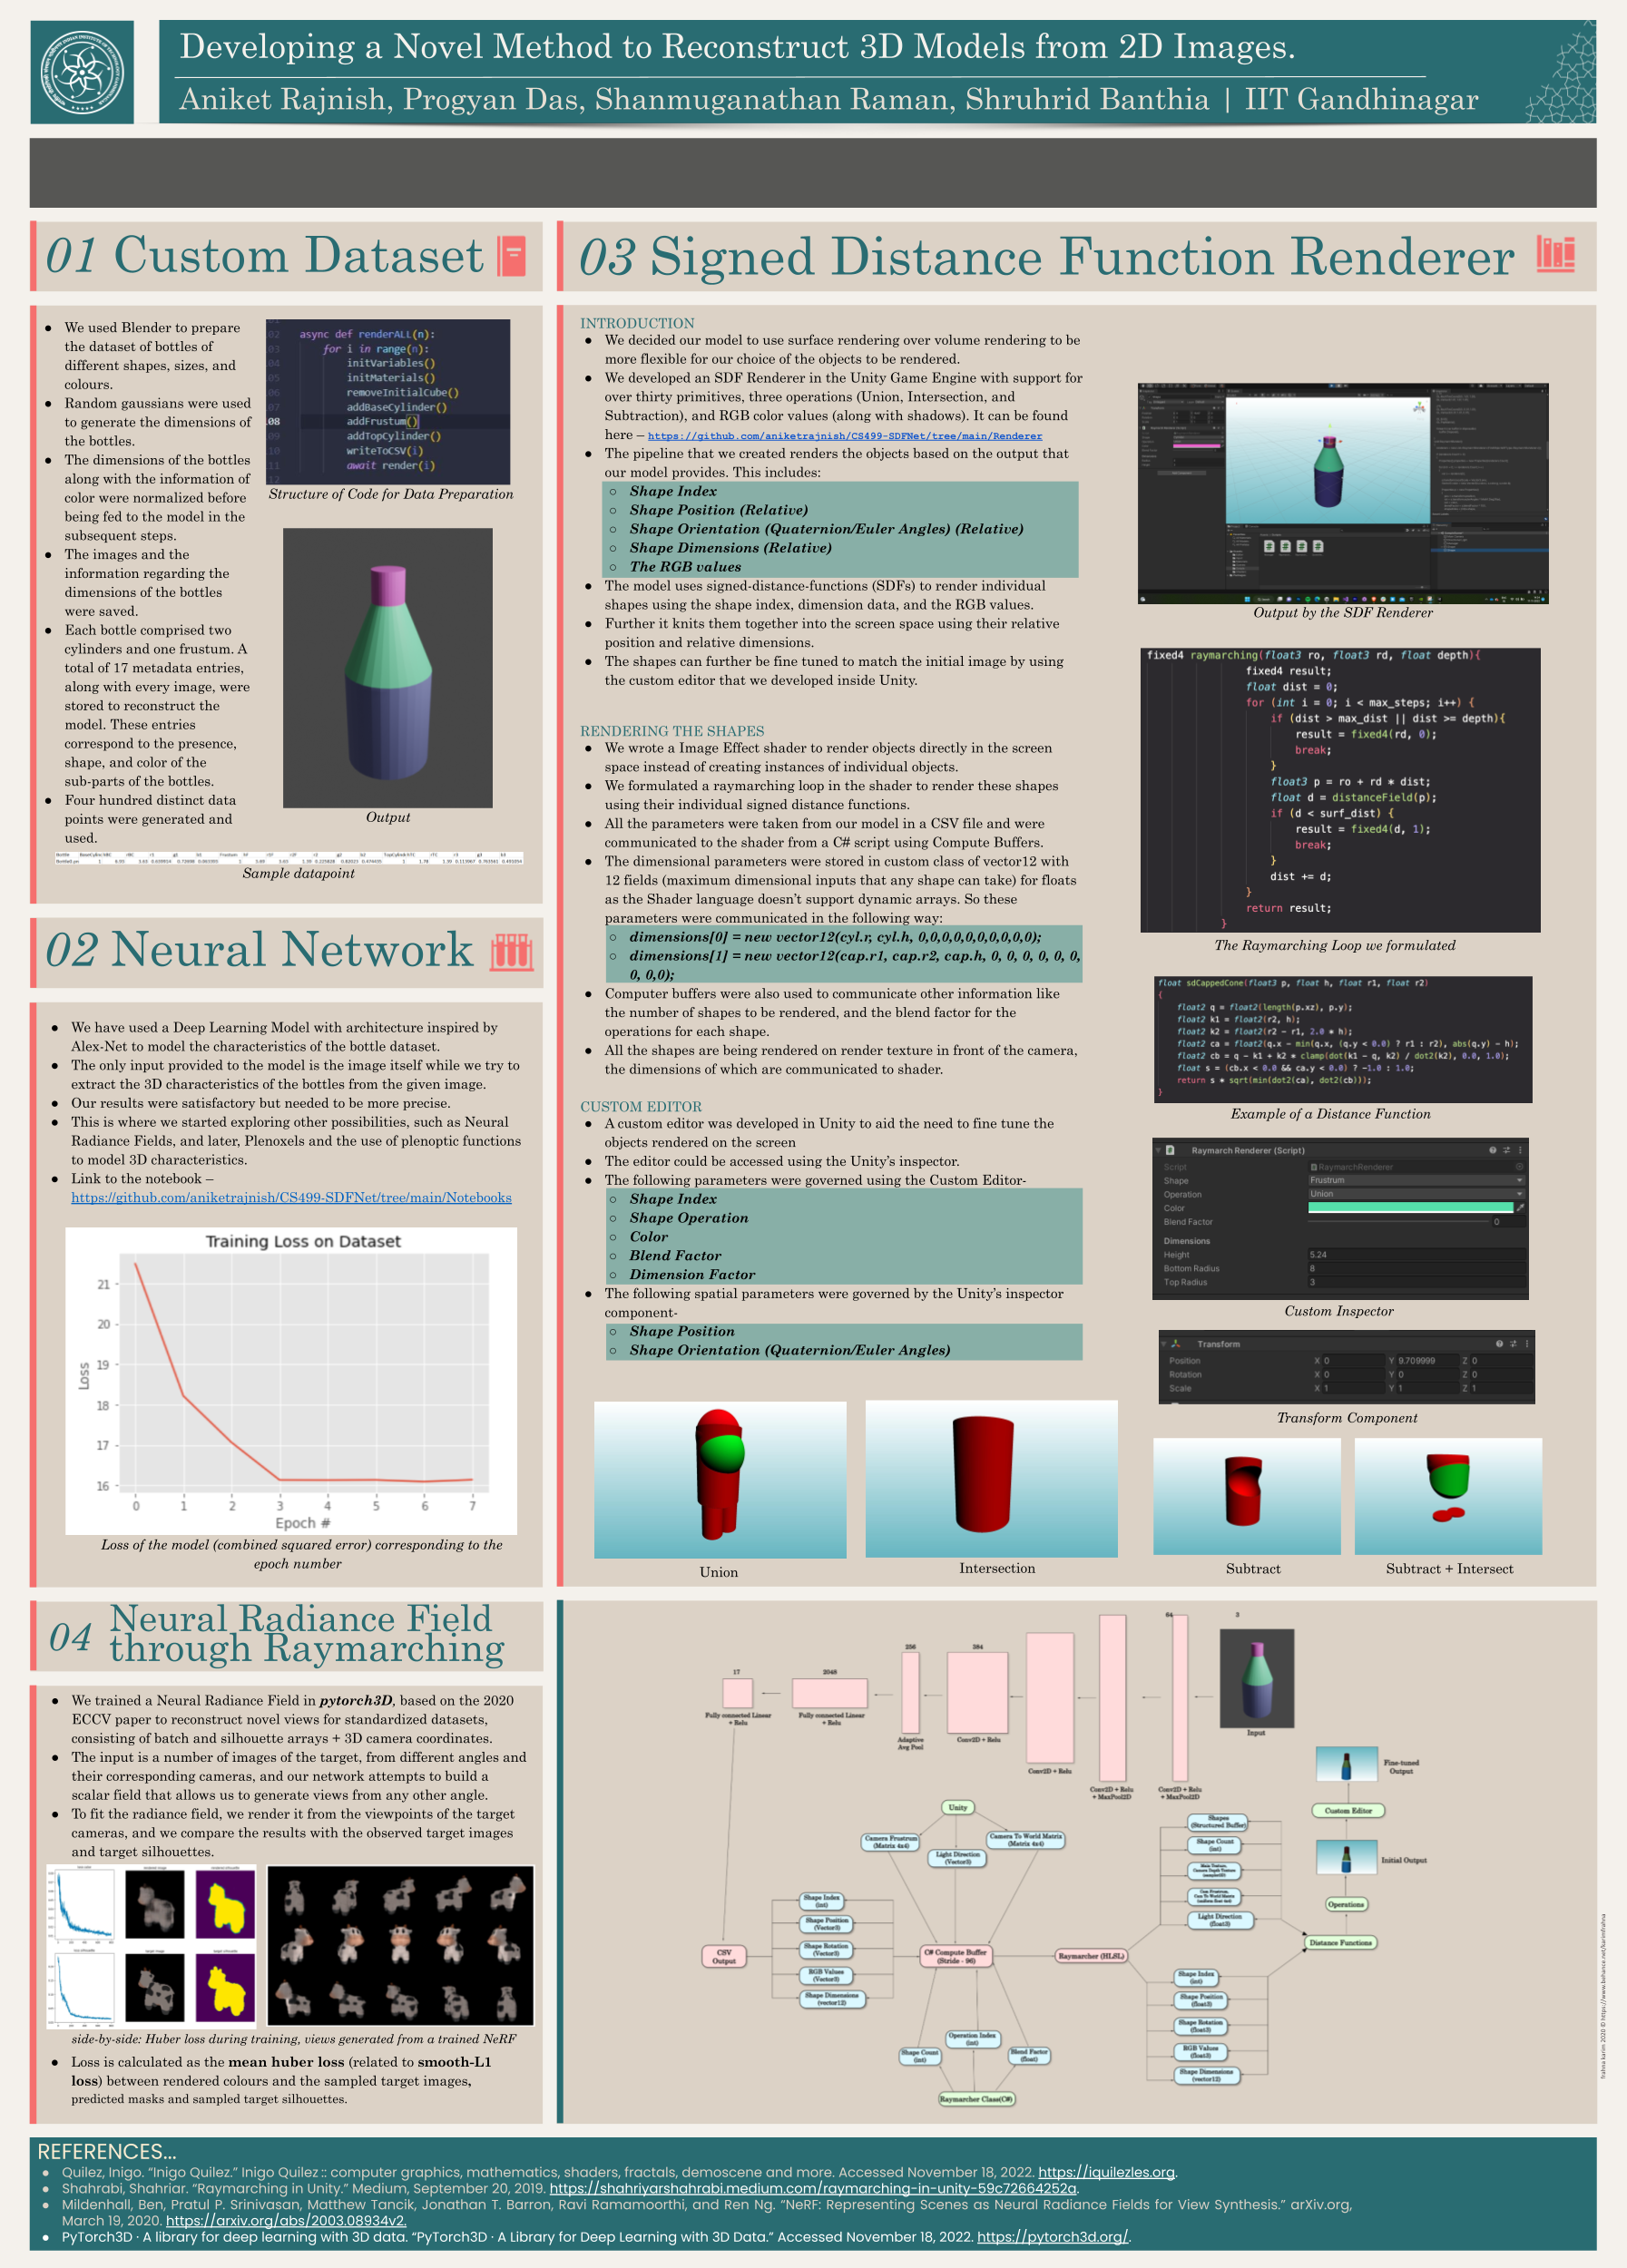 Developing a Novel Method to Reconstruct 3D Models from 2D Images.
Aniket Rajnish, Progyan Das, Shanmuganathan Raman, Shruhrid Banthia | IIT Gandhinagar
01 Custom Dataset
● We used Blender to prepare
the dataset of bottles of
different shapes, sizes, and
colours.
● Random gaussians were used
to generate the dimensions of
the bottles.
● The dimensions of the bottles
along with the information of
color were normalized before
being fed to the model in the
subsequent steps.
● The images and the
information regarding the
dimensions of the bottles
were saved.
● Each bottle comprised two
cylinders and one frustum. A
total of 17 metadata entries,
along with every image, were
stored to reconstruct the
model. These entries
correspond to the presence,
shape, and color of the
sub-parts of the bottles.
● Four hundred distinct data
points were generated and
used.
async def renderALL(n):
for i in range(n):
initVariables()
initMaterials()
removeInitialCube()
addBaseCylinder()
addFrustum()
addTopCylinder()
writeToCSV(i)
await render(i)
Structure of Code for Data Preparation
Output
Sample datapoint
02 Neural Network
● We have used a Deep Learning Model with architecture inspired by
Alex-Net to model the characteristics of the bottle dataset.
● The only input provided to the model is the image itself while we try to
extract the 3D characteristics of the bottles from the given image.
● Our results were satisfactory but needed to be more precise.
● This is where we started exploring other possibilities, such as Neural
Radiance Fields, and later, Plenoxels and the use of plenoptic functions
to model 3D characteristics.
● Link to the notebook –
https://github.com/aniketrajnish/CS499-SDFNet/tree/main/Notebooks
Training Loss on Dataset
Loss
21
20
19
18
17
16
0 1 2 3 4 5 6 7
Epoch #
Loss of the model (combined squared error) corresponding to the
epoch number
03 Signed Distance Function Renderer
INTRODUCTION
● We decided our model to use surface rendering over volume rendering to be
more flexible for our choice of the objects to be rendered.
● We developed an SDF Renderer in the Unity Game Engine with support for
over thirty primitives, three operations (Union, Intersection, and
Subtraction), and RGB color values (along with shadows). It can be found
here – https://github.com/aniketrajnish/CS499-SDFNet/tree/main/Renderer
● The pipeline that we created renders the objects based on the output that
our model provides. This includes:
○ Shape Index
○ Shape Position (Relative)
○ Shape Orientation (Quaternion/Euler Angles) (Relative)
○ Shape Dimensions (Relative)
○ The RGB values
● The model uses signed-distance-functions (SDFs) to render individual
shapes using the shape index, dimension data, and the RGB values.
● Further it knits them together into the screen space using their relative
position and relative dimensions.
● The shapes can further be fine tuned to match the initial image by using
the custom editor that we developed inside Unity.
RENDERING THE SHAPES
● We wrote a Image Effect shader to render objects directly in the screen
space instead of creating instances of individual objects.
● We formulated a raymarching loop in the shader to render these shapes
using their individual signed distance functions.
● All the parameters were taken from our model in a CSV file and were
communicated to the shader from a C# script using Compute Buffers.
● The dimensional parameters were stored in custom class of vector12 with
12 fields (maximum dimensional inputs that any shape can take) for floats
as the Shader language doesn't support dynamic arrays. So these
parameters were communicated in the following way:
○ dimensions[0] = new vector12(cyl.r, cyl.h, 0,0,0,0,0,0,0,0,0,0);
○ dimensions[1] = new vector12(cap.r1, cap.r2, cap.h, 0, 0, 0, 0, 0, 0,
0, 0,0);
● Computer buffers were also used to communicate other information like
the number of shapes to be rendered, and the blend factor for the
operations for each shape.
● All the shapes are being rendered on render texture in front of the camera,
the dimensions of which are communicated to shader.
CUSTOM EDITOR
● A custom editor was developed in Unity to aid the need to fine tune the
objects rendered on the screen
● The editor could be accessed using the Unity's inspector.
● The following parameters were governed using the Custom Editor-
○ Shape Index
○ Shape Operation
○ Color
○ Blend Factor
○ Dimension Factor
● The following spatial parameters were governed by the Unity's inspector
component-
○ Shape Position
○ Shape Orientation (Quaternion/Euler Angles)
Output by the SDF Renderer
fixed4 raymarching(float3 ro, float3 rd, float depth){
fixed4 result;
float dist = 0;
for (int i = 0; i < max_steps; i++) {
if (dist > max_dist || dist >= depth){
result = fixed4(rd, 0);
break;
}
float3 p = ro + rd * dist;
float d = distanceField(p);
if (d < surf_dist) {
result = fixed4(d, 1);
break;
}
dist += d;
}
return result;
}
The Raymarching Loop we formulated
float sdCappedCone(float3 p, float h, float r1, float r2)
{
float2 q = float2(length(p.xz), p.y);
float2 k1 = float2(r2, h);
float2 k2 = float2(r2 - r1, 2.0 * h);
float2 ca = float2(q.x - min(q.x, (q.y < 0.0) ? r1 : r2), abs(q.y) - h);
float2 cb = q - k1 + k2 * clamp(dot(k1 - q, k2) / dot2(k2), 0.0, 1.0);
float s = (cb.x < 0.0 && ca.y < 0.0) ? -1.0 : 1.0;
return s * sqrt(min(dot2(ca), dot2(cb)));
}
Example of a Distance Function
Raymarch Renderer (Script)
Script RaymarchRenderer
Shape Frustrum
Operation Union
Color
Blend Factor 0
Dimensions
Height 5.24
Bottom Radius 8
Top Radius 3
Custom Inspector
Transform
Position X 0 Y 9.709999 Z 0
Rotation X 0 Y 0 Z 0
Scale X 1 Y 1 Z 1
Transform Component
Union
Intersection
Subtract
Subtract + Intersect
04 Neural Radiance Field
through Raymarching
● We trained a Neural Radiance Field in pytorch3D, based on the 2020
ECCV paper to reconstruct novel views for standardized datasets,
consisting of batch and silhouette arrays + 3D camera coordinates.
● The input is a number of images of the target, from different angles and
their corresponding cameras, and our network attempts to build a
scalar field that allows us to generate views from any other angle.
● To fit the radiance field, we render it from the viewpoints of the target
cameras, and we compare the results with the observed target images
and target silhouettes.
side-by-side: Huber loss during training, views generated from a trained NeRF
● Loss is calculated as the mean huber loss (related to smooth-L1
loss) between rendered colours and the sampled target images,
predicted masks and sampled target silhouettes.
17
2048
256
384
64
3
Fully connected Linear
+ Relu
Fully connected Linear
+ Relu
Adaptive
Avg Pool
Conv2D + Relu
Conv2D + Relu
Conv2D + Relu
+ MaxPool2D
Conv2D + Relu
+ MaxPool2D
Input
Fine-tuned
Output
Custom Editor
Initial Output
Operations
Distance Functions
Unity
Camera Frustrum
(Matrix 4x4)
Light Direction
(Vector3)
Camera To World Matrix
(Matrix 4x4)
Shapes
(Structured Buffer)
Shape Count
(int)
Light Direction
(float3)
Shape Index
(int)
Shape Position
(Vector3)
Shape Rotation
(Vector3)
RGB Values
(Vector3)
Shape Dimensions
(vector12)
CSV
Output
C# Compute Buffer
(Stride - 96)
Raymarcher (HLSL)
Shape Index
(int)
Shape Position
(float3)
Shape Rotation
(float3)
RGB Values
(float3)
Shape Dimensions
(vector12)
Shape Count
(int)
Operation Index
(int)
Blend Factor
(float)
Raymarcher Class(C#)
frahna karim 2020 © https://www.behance.net/karimfrahna
REFERENCES...
● Quilez, Inigo. "Inigo Quilez." Inigo Quilez :: computer graphics, mathematics, shaders, fractals, demoscene and more. Accessed November 18, 2022. https://iquilezles.org.
● Shahrabi, Shahriar. "Raymarching in Unity." Medium, September 20, 2019. https://shahriyarshahrabi.medium.com/raymarching-in-unity-59c72664252a.
● Mildenhall, Ben, Pratul P. Srinivasan, Matthew Tancik, Jonathan T. Barron, Ravi Ramamoorthi, and Ren Ng. "NeRF: Representing Scenes as Neural Radiance Fields for View Synthesis." arXiv.org,
March 19, 2020. https://arxiv.org/abs/2003.08934v2.
● PyTorch3D · A library for deep learning with 3D data. "PyTorch3D · A Library for Deep Learning with 3D Data." Accessed November 18, 2022. https://pytorch3d.org/.